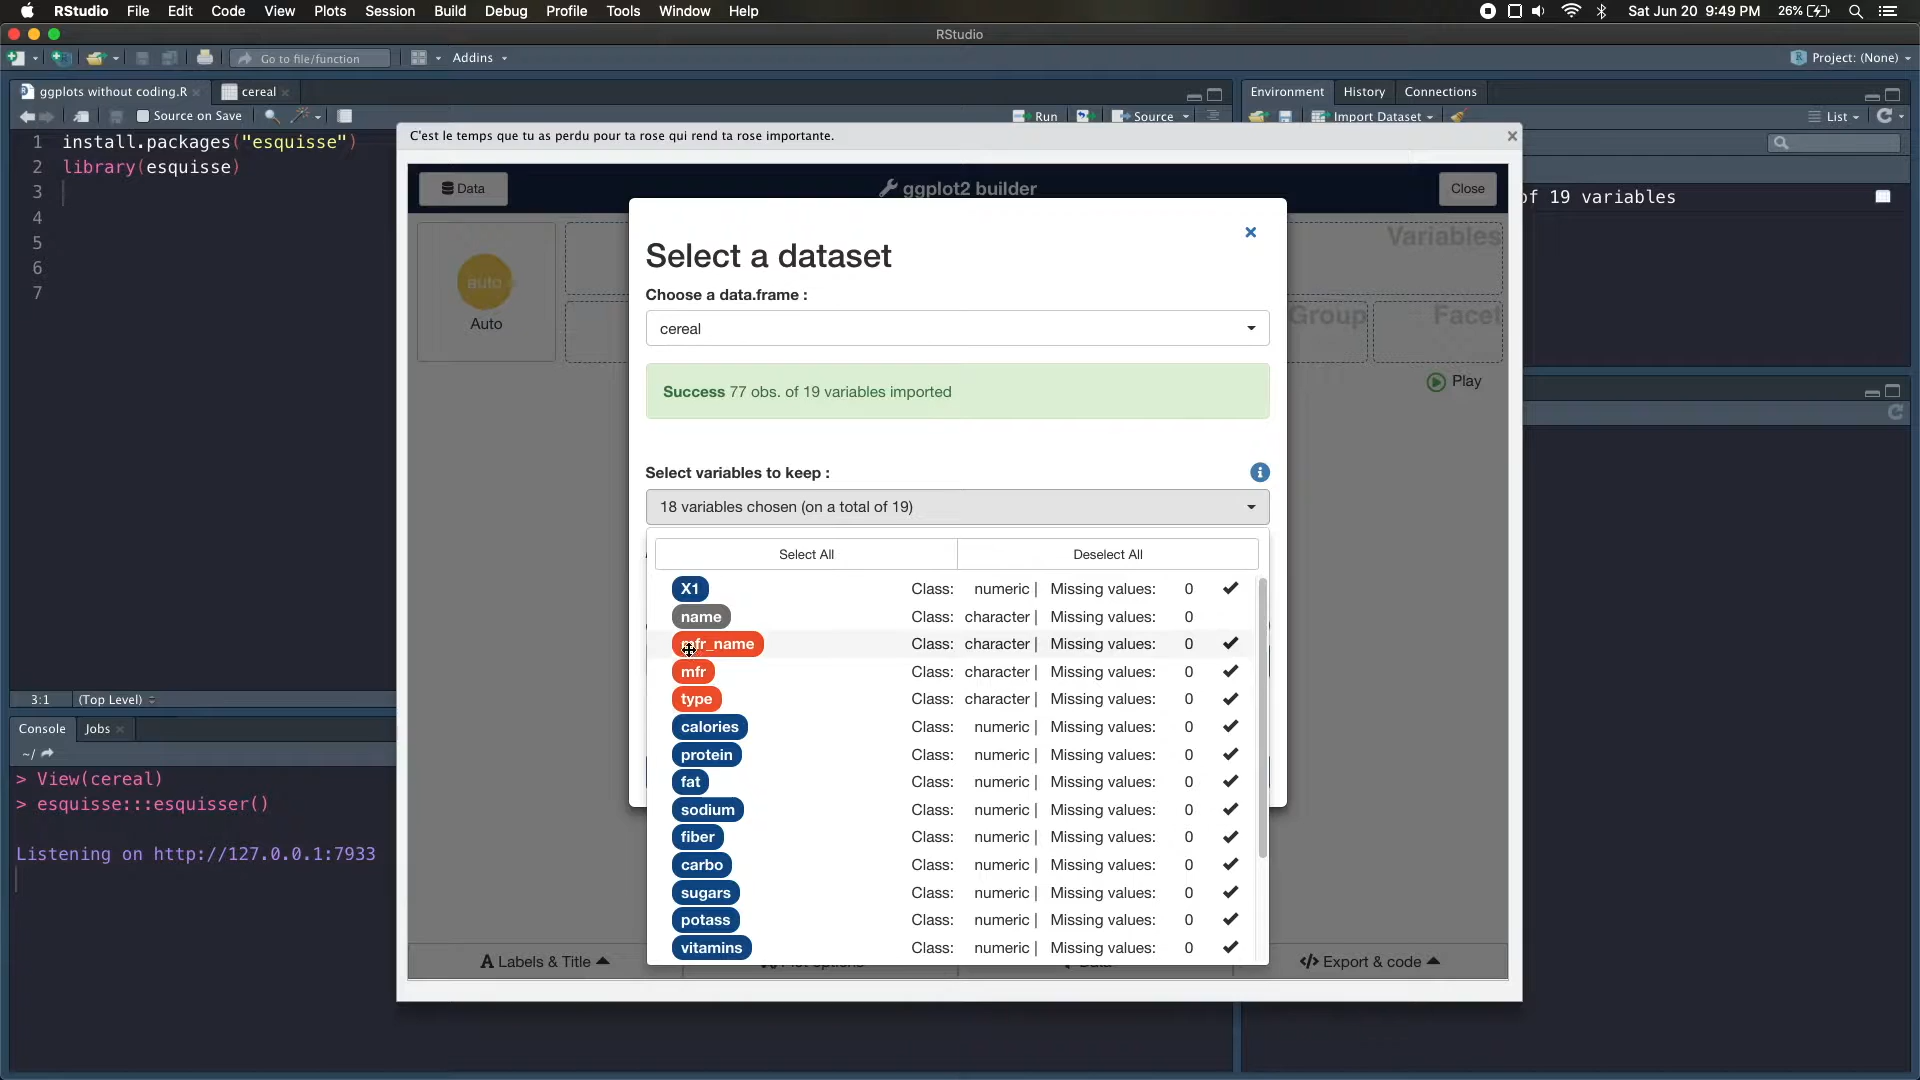 RStudio File Edit Code View Plots Session Build Debug Profile Tools Window Help Sat Jun 20 9:49 PM 26%
RStudio
Go to file/function Addins Project: (None)
ggplots without coding.R cereal
Environment History Connections
Source on Save Run Source
Import Dataset List
1 install.packages("esquisse")
2 library(esquisse)
3
4
5
6
7
C'est le temps que tu as perdu pour ta rose qui rend ta rose importante.
Data ggplot2 builder Close
of 19 variables
auto
Auto
Variables
Group Facet
Play
Select a dataset
Choose a data.frame :
cereal
Success 77 obs. of 19 variables imported
Select variables to keep :
18 variables chosen (on a total of 19)
Select All Deselect All
X1 Class: numeric | Missing values: 0
name Class: character | Missing values: 0
mfr_name Class: character | Missing values: 0
mfr Class: character | Missing values: 0
type Class: character | Missing values: 0
calories Class: numeric | Missing values: 0
protein Class: numeric | Missing values: 0
fat Class: numeric | Missing values: 0
sodium Class: numeric | Missing values: 0
fiber Class: numeric | Missing values: 0
carbo Class: numeric | Missing values: 0
sugars Class: numeric | Missing values: 0
potass Class: numeric | Missing values: 0
vitamins Class: numeric | Missing values: 0
Labels & Title
Export & code
3:1 (Top Level)
Console Jobs
~/
> View(cereal)
> esquisse:::esquisser()
Listening on http://127.0.0.1:7933